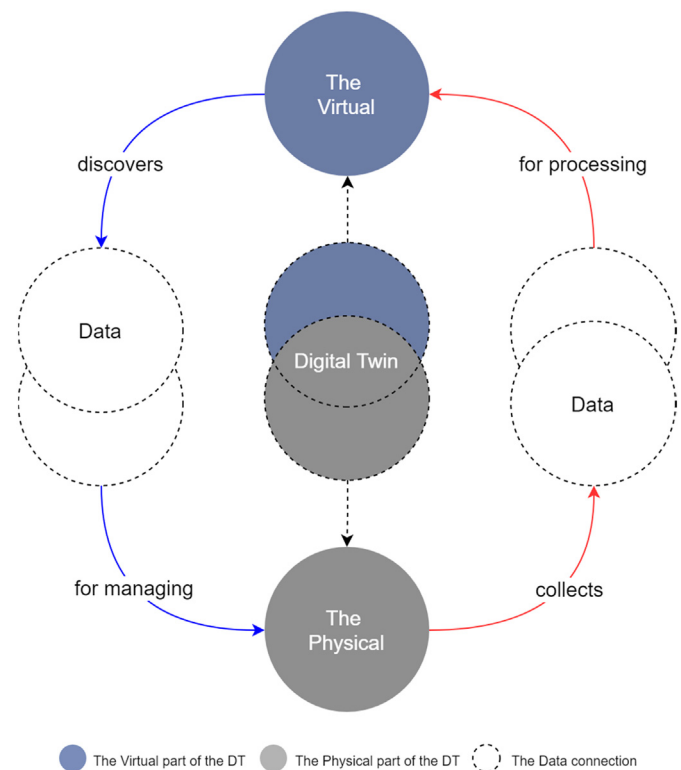 The
Virtual
discovers
for processing
Data
Digital Twin
Data
for managing
collects
The
Physical
The Virtual part of the DT
The Physical part of the DT
The Data connection